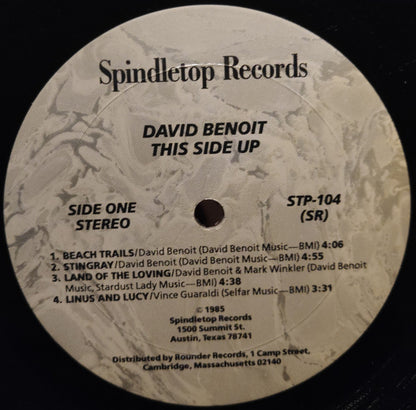 Spindletop Records
DAVID BENOIT
THIS SIDE UP
SIDE ONE
STEREO
STP-104
(SR)
1. BEACH TRAILS/David Benoit (David Benoit Music—BMI) 4:06
2. STINGRAY/David Benoit (David Benoit Music—BMI) 4:55
3. LAND OF THE LOVING/David Benoit & Mark Winkler (David Benoit
Music, Stardust Lady Music—BMI) 4:38
4. LINUS AND LUCY/Vince Guaraldi (Selfar Music—BMI) 3:31
© 1985
Spindletop Records
1500 Summit St.
Austin, Texas 78741
Distributed by Rounder Records, 1 Camp Street,
Cambridge, Massachusetts 02140